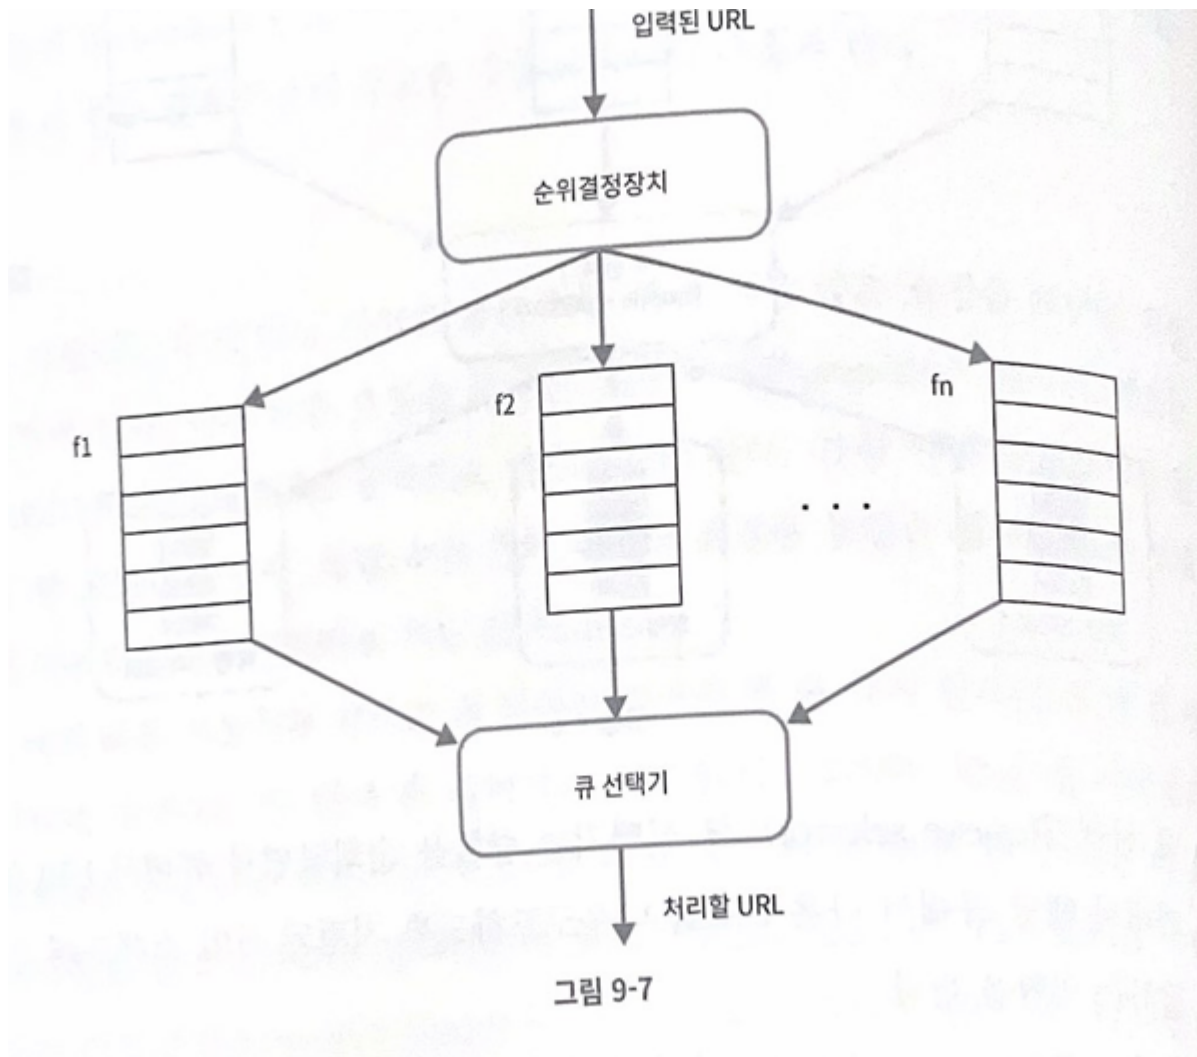 입력된 URL
순위결정장치
f1
f2
fn
. . .
큐 선택기
처리할 URL
그림 9-7